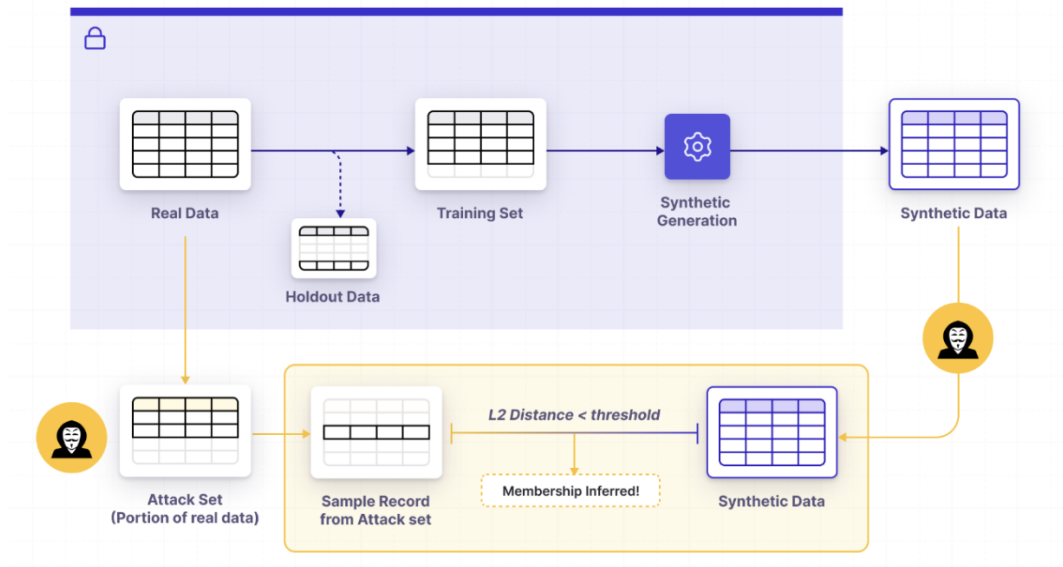 Real Data
Training Set
Synthetic
Generation
Synthetic Data
Holdout Data
Attack Set
(Portion of real data)
Sample Record
from Attack set
L2 Distance < threshold
Membership Inferred!
Synthetic Data